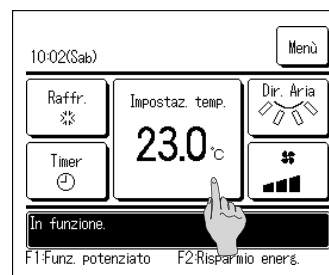 10:02(Sab)
Menù
Raffr.
Impostaz. temp.
23.0 °C
Dir. Aria
Timer
In funzione.
F1:Funz. potenziato F2:Risparmio energ.